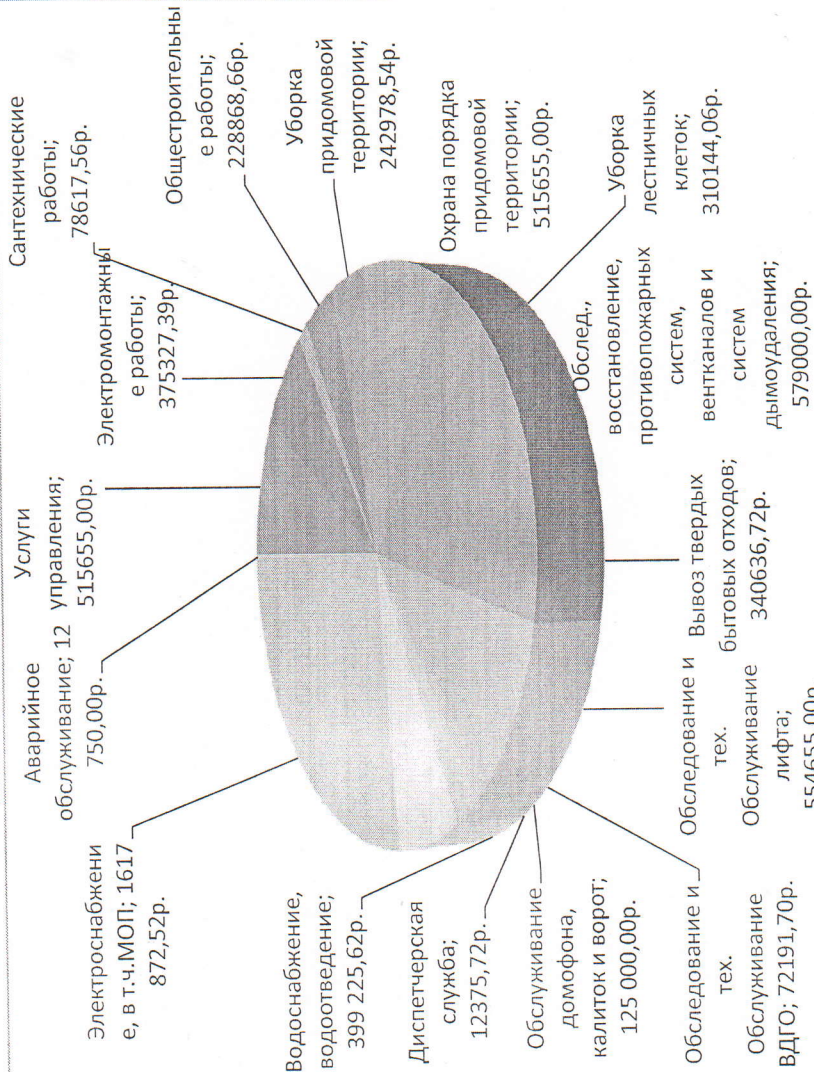 Аварийное
обслуживание; 12
750,00р.
Услуги
управления;
515655,00р.
Электромонтажны
е работы;
375327,39р.
Сантехнические
работы;
78617,56р.
Общестроительны
е работы;
228868,66р.
Уборка
придомовой
территории;
242978,54р.
Охрана порядка
придомовой
территории;
515655,00р.
Уборка
лестничных
клеток;
310144,06р.
Обслед.,
восстановление,
противопожарных
систем,
вентканалов и
систем
дымоудаления;
579000,00р.
Вывоз твердых
бытовых отходов;
340636,72р.
Обследование и
тех.
Обслуживание
лифта;
554655,00р.
Обследование и
тех.
Обслуживание
ВДГО; 72191,70р.
Обслуживание
домофона,
калиток и ворот;
125 000,00р.
Диспетчерская
служба;
12375,72р.
Водоснабжение,
водоотведение;
399 225,62р.
Электроснабжени
е, в т.ч.МОП; 1617
872,52р.